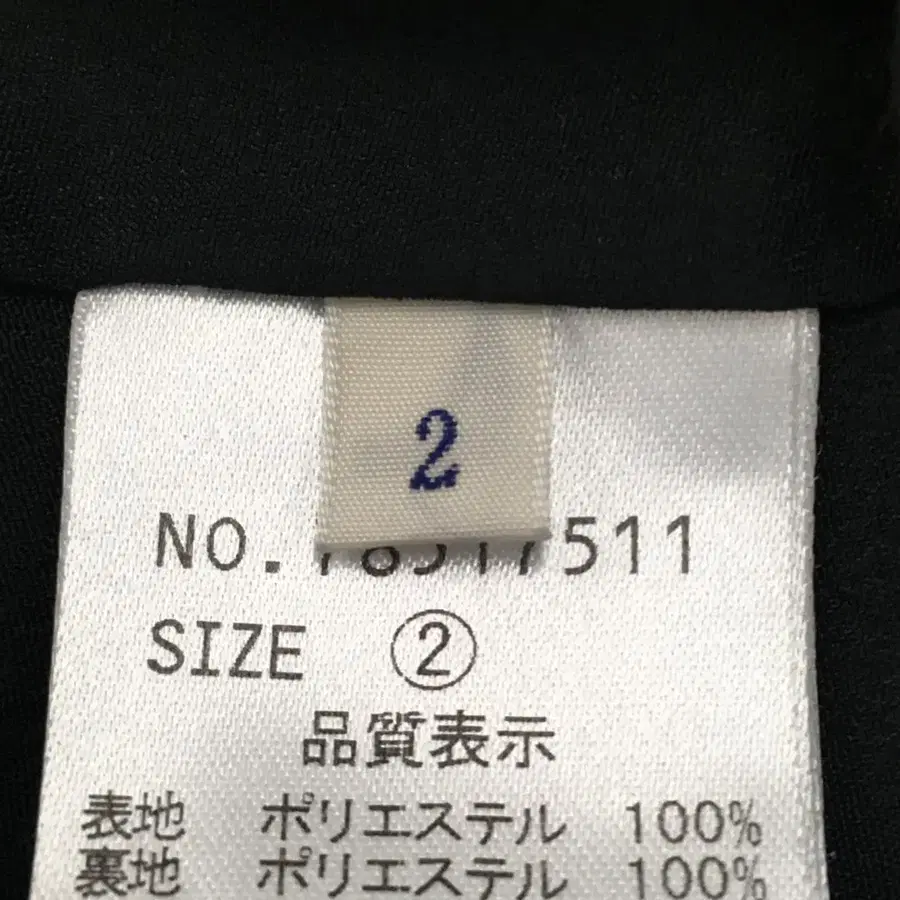 2
NO. 511
SIZE ②
品質表示
表地 ポリエステル 100%
裏地 ポリエステル 100%